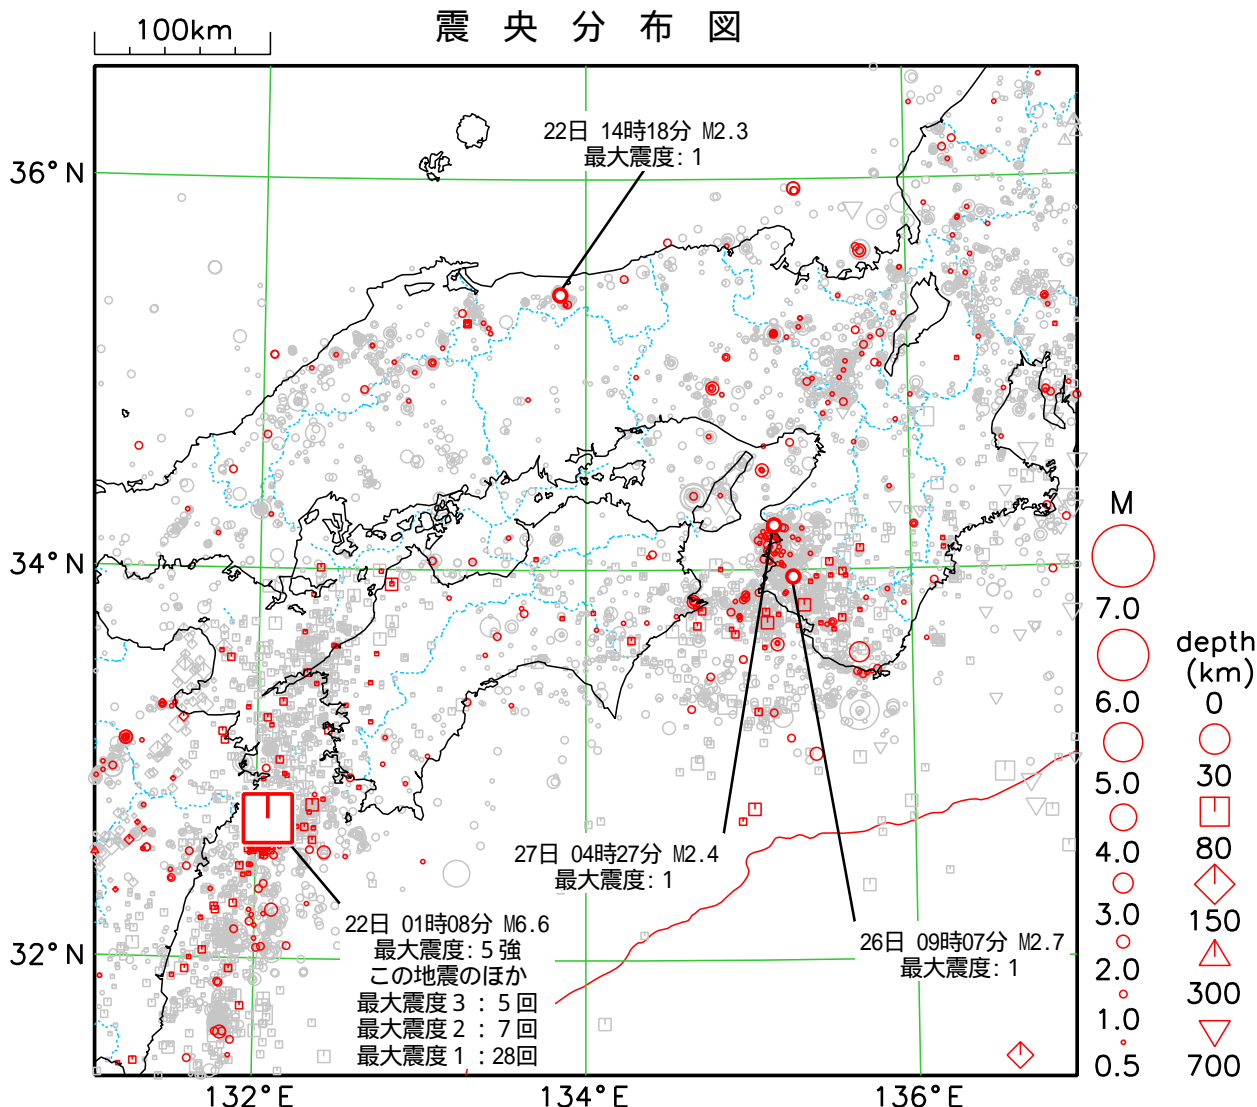 震央分布図
100km
22日 14時18分 M2.3
最大震度: 1
36°N
34°N
32°N
27日 04時27分 M2.4
最大震度: 1
22日 01時08分 M6.6
最大震度: 5強
この地震のほか
最大震度3 : 5回
最大震度2 : 7回
最大震度1 : 28回
26日 09時07分 M2.7
最大震度: 1
132°E
134°E
136°E
M
7.0
6.0
5.0
4.0
3.0
2.0
1.0
0.5
depth
(km)
0
30
80
150
300
700